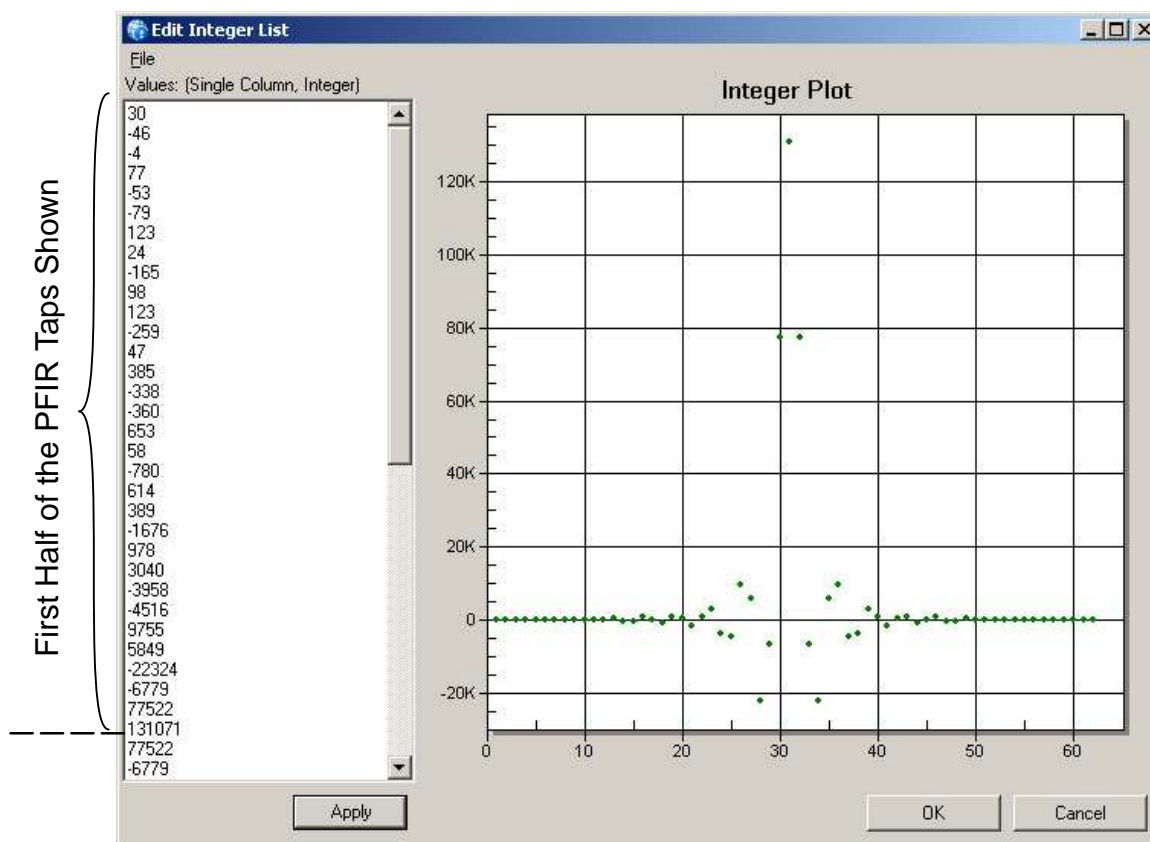 Edit Integer List
File
Values: (Single Column, Integer)
First Half of the PFIR Taps Shown
30
-46
-4
77
-53
-79
123
24
-165
98
123
-259
47
385
-338
-360
653
58
-780
614
389
-1676
978
3040
-3958
-4516
9755
5849
-22324
-6779
77522
131071
77522
-6779
Integer Plot
120K
100K
80K
60K
40K
20K
0
-20K
0 10 20 30 40 50 60
Apply
OK
Cancel